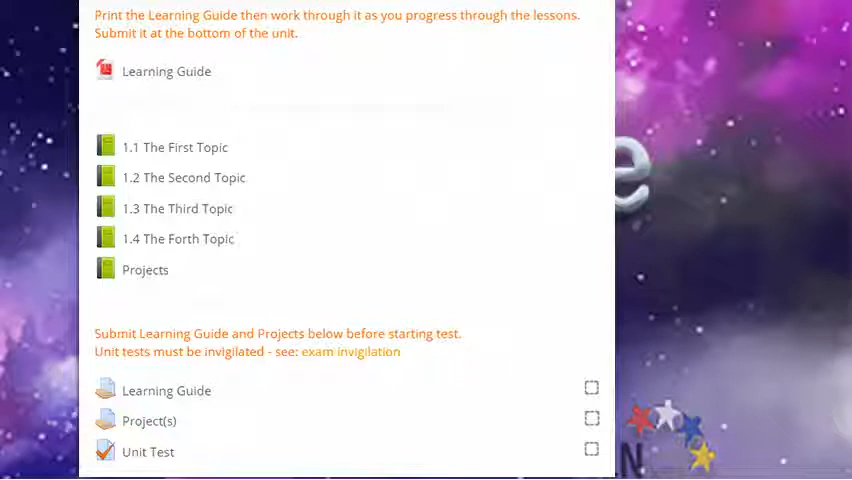 Print the Learning Guide then work through it as you progress through the lessons.
Submit it at the bottom of the unit.
Learning Guide
1.1 The First Topic
1.2 The Second Topic
1.3 The Third Topic
1.4 The Forth Topic
Projects
Submit Learning Guide and Projects below before starting test.
Unit tests must be invigilated - see: exam invigilation
Learning Guide
Project(s)
Unit Test